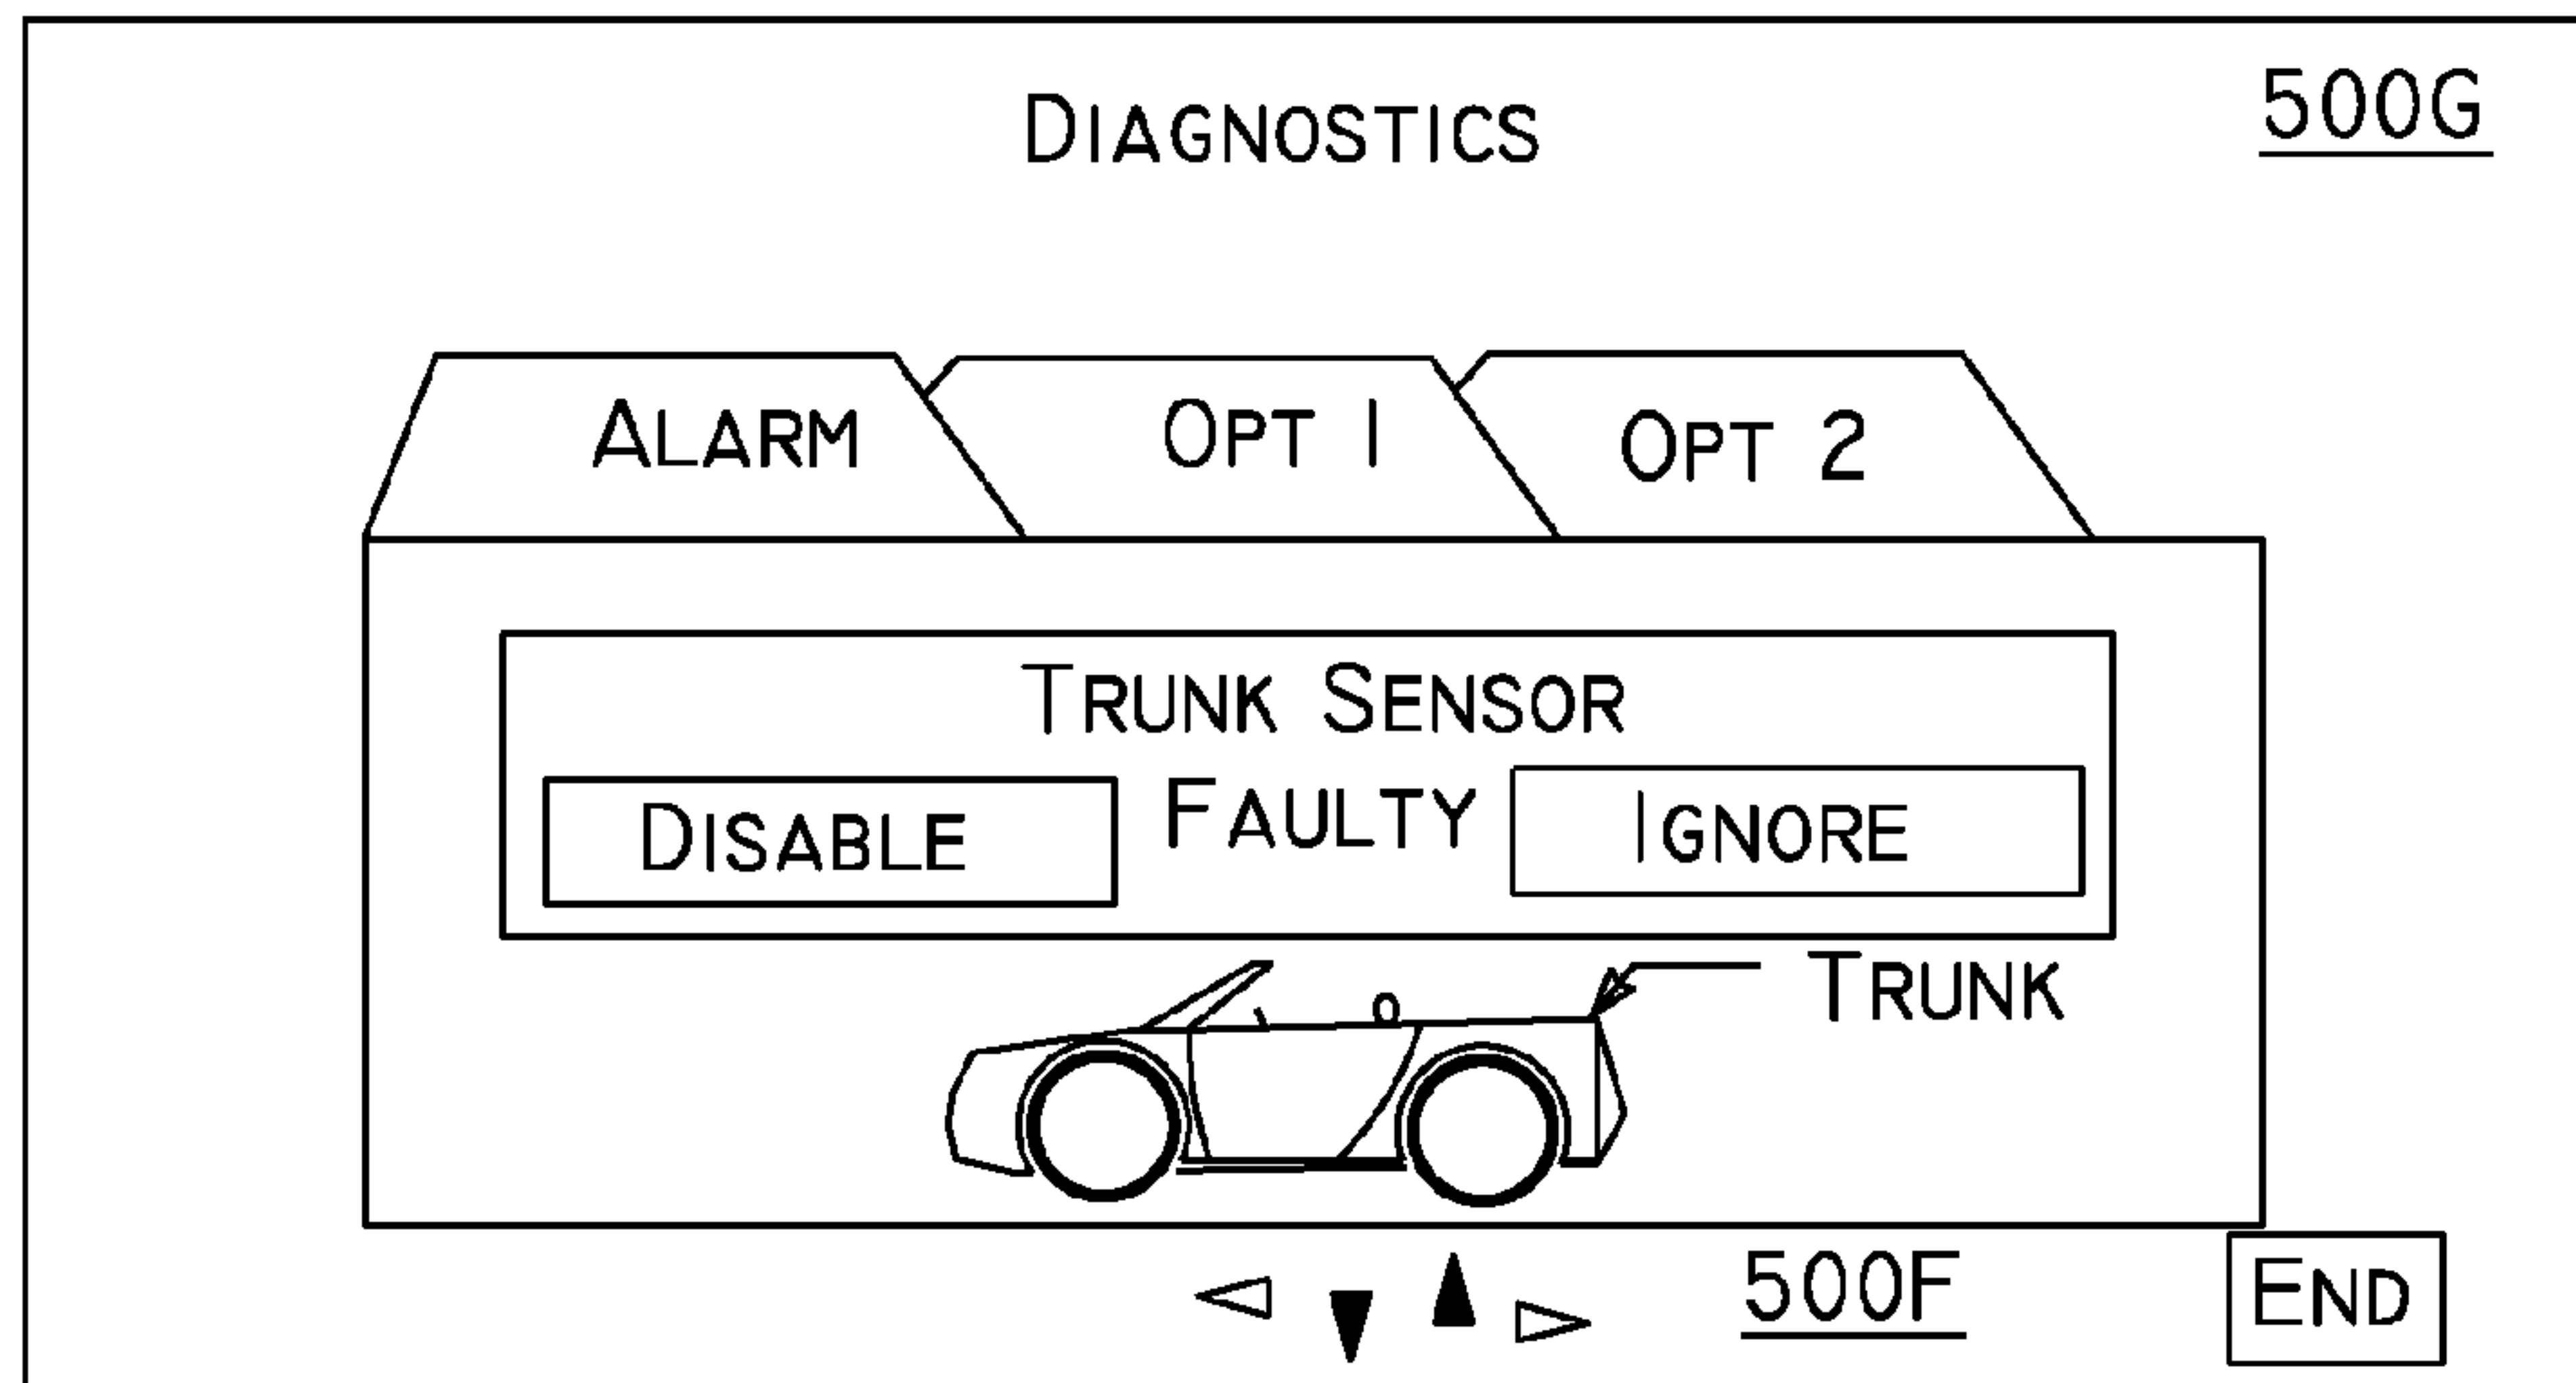 500G
DIAGNOSTICS
ALARM OPT 1 OPT 2
TRUNK SENSOR
DISABLE FAULTY IGNORE
TRUNK
500F END